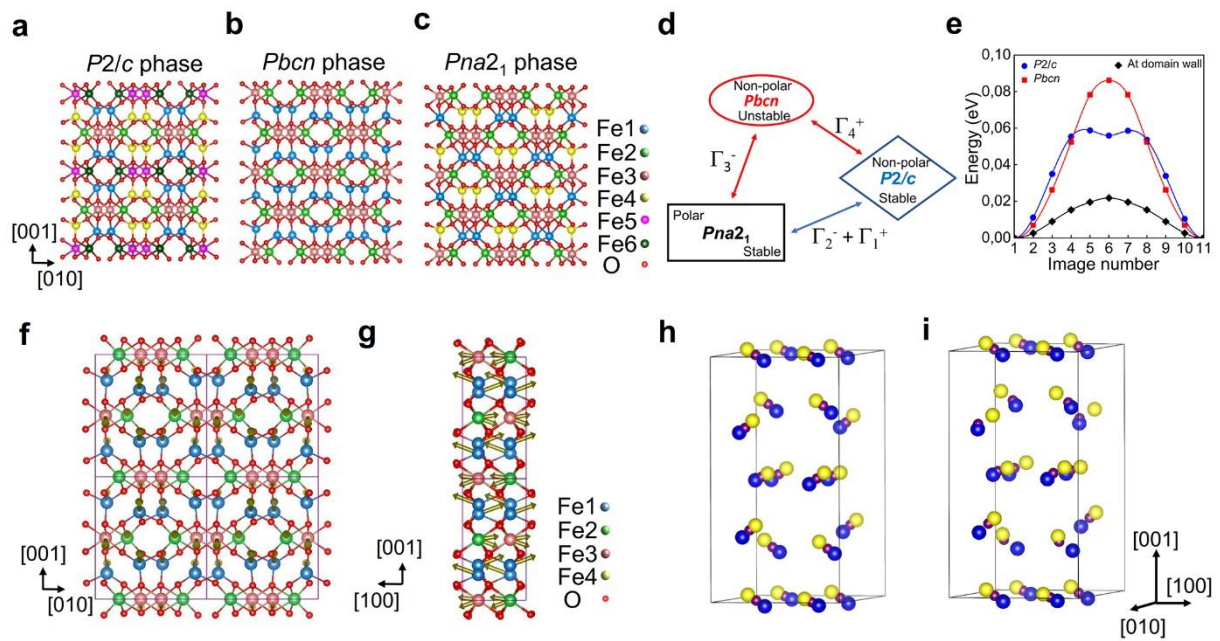 a
P2/c phase
[001]
[010]
b
Pbcn phase
c
Pna2₁ phase
Fe1
Fe2
Fe3
Fe4
Fe5
Fe6
O
d
Non-polar
Pbcn
Unstable
Γ₄⁺
Γ₃⁻
Non-polar
P2/c
Stable
Polar
Pna2₁
Stable
Γ₂⁻ + Γ₁⁺
e
P2/c
Pbcn
At domain wall
Energy (eV)
0,10
0,08
0,06
0,04
0,02
0,00
1 2 3 4 5 6 7 8 9 10 11
Image number
f
[001]
[010]
g
[001]
[100]
Fe1
Fe2
Fe3
Fe4
O
h
i
[001]
[100]
[010]